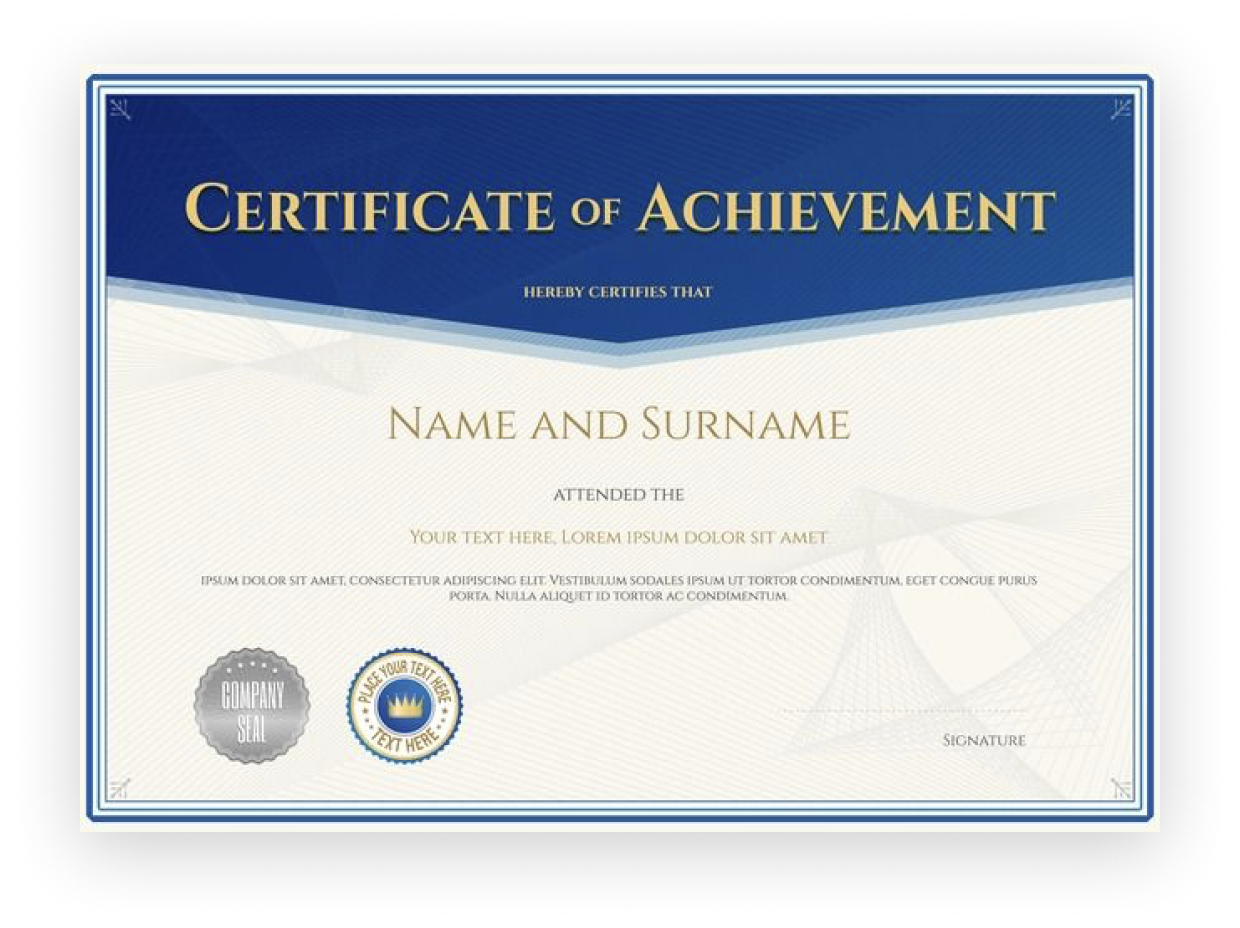 Certificate of Achievement
HEREBY CERTIFIES THAT
Name and Surname
ATTENDED THE
Your text here, Lorem ipsum dolor sit amet
ipsum dolor sit amet, consectetur adipiscing elit. Vestibulum sodales ipsum ut tortor condimentum, eget congue purus
porta. Nulla aliquet id tortor ac condimentum.
COMPANY
SEAL
PLACE YOUR TEXT HERE
TEXT HERE
Signature